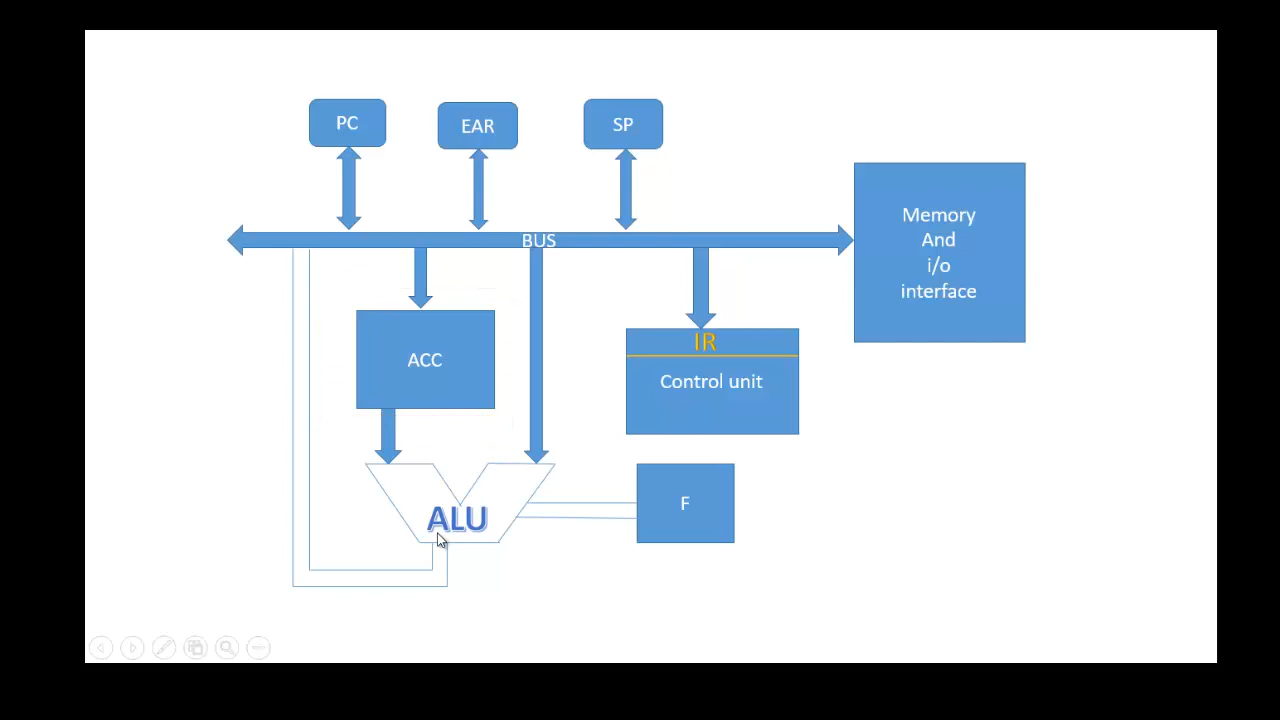 PC
EAR
SP
BUS
Memory
And
i/o
interface
ACC
IR
Control unit
ALU
F